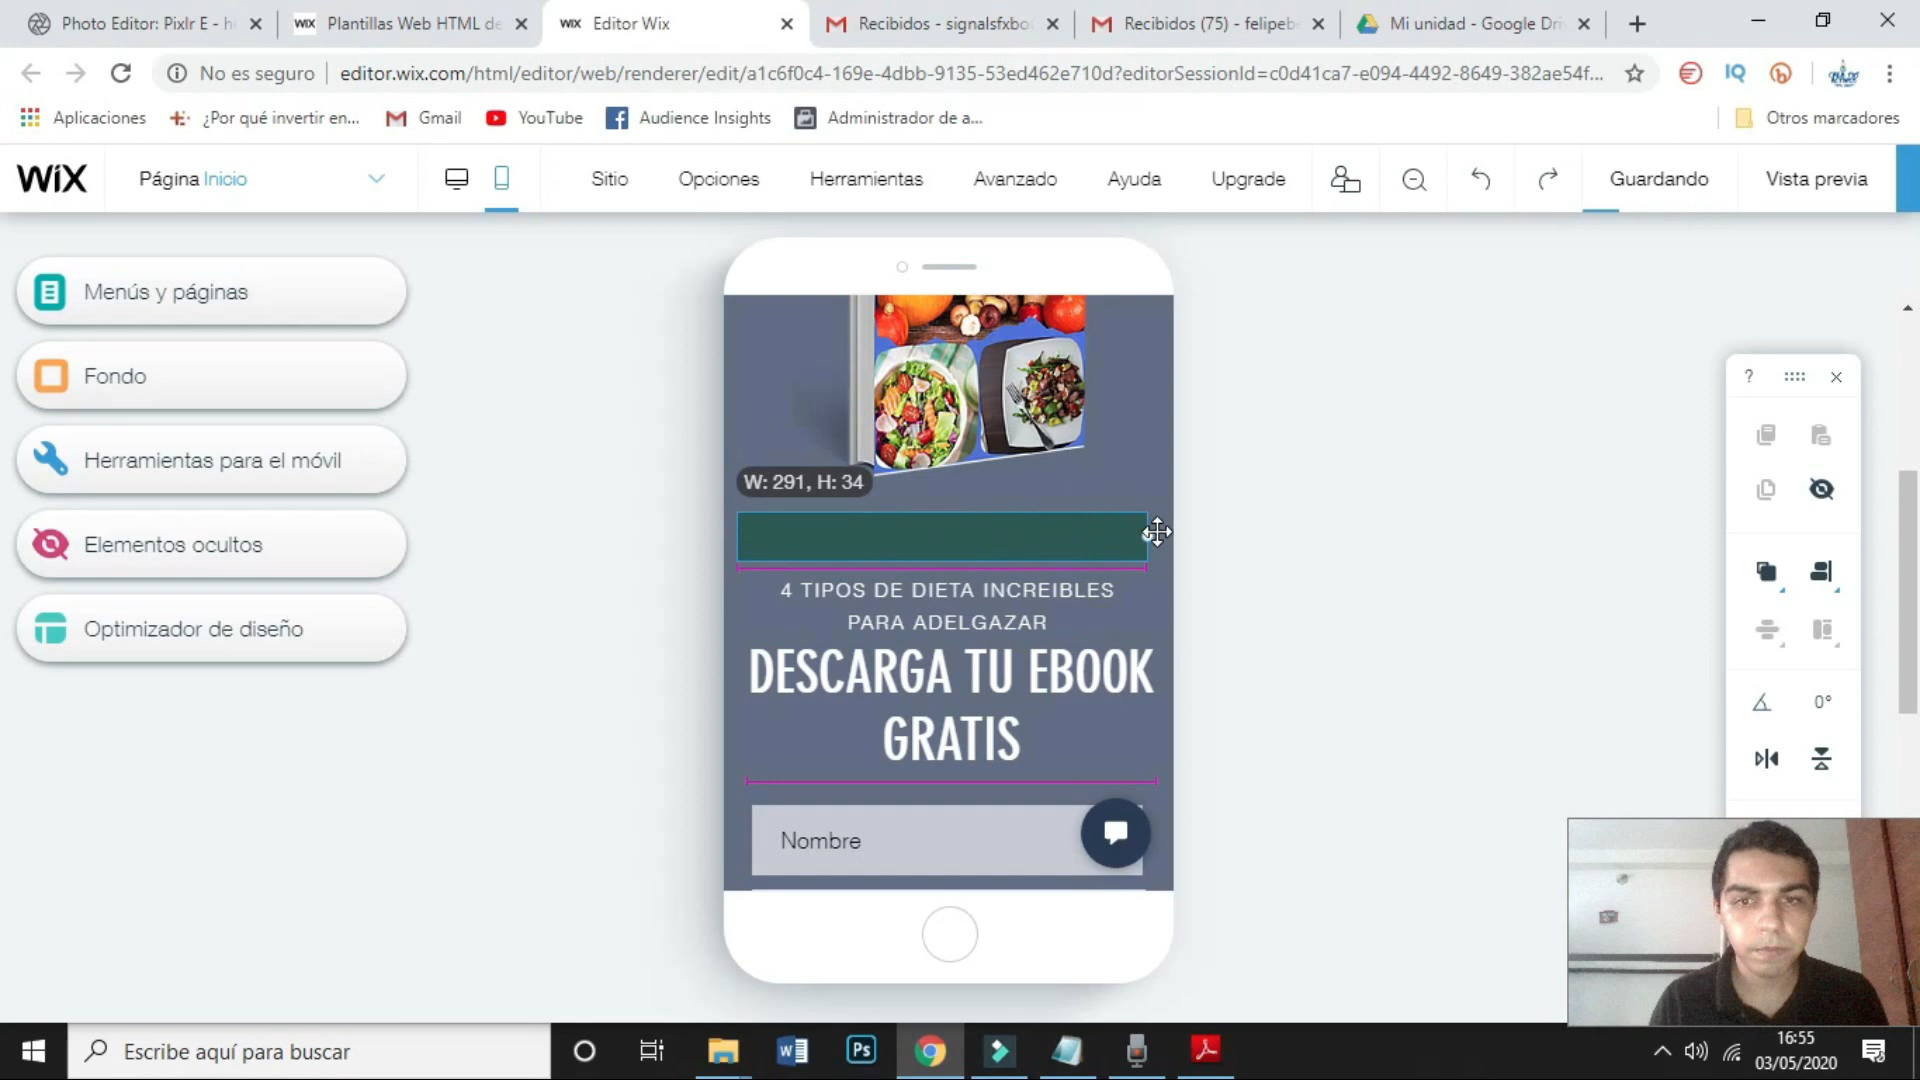 Photo Editor: Pixlr E - h
Plantillas Web HTML de
Editor Wix
Recibidos - signalsfxbo
Recibidos (75) - felipeb
Mi unidad - Google Dri
No es seguro
editor.wix.com/html/editor/web/renderer/edit/a1c6f0c4-169e-4dbb-9135-53ed462e710d?editorSessionId=c0d41ca7-e094-4492-8649-382ae54f...
Aplicaciones
¿Por qué invertir en...
Gmail
YouTube
Audience Insights
Administrador de a...
Otros marcadores
WiX
Página Inicio
Sitio
Opciones
Herramientas
Avanzado
Ayuda
Upgrade
Guardando
Vista previa
Menús y páginas
Fondo
Herramientas para el móvil
Elementos ocultos
Optimizador de diseño
W: 291, H: 34
4 TIPOS DE DIETA INCREIBLES
PARA ADELGAZAR
DESCARGA TU EBOOK
GRATIS
Nombre
?
0°
Escribe aquí para buscar
16:55
03/05/2020